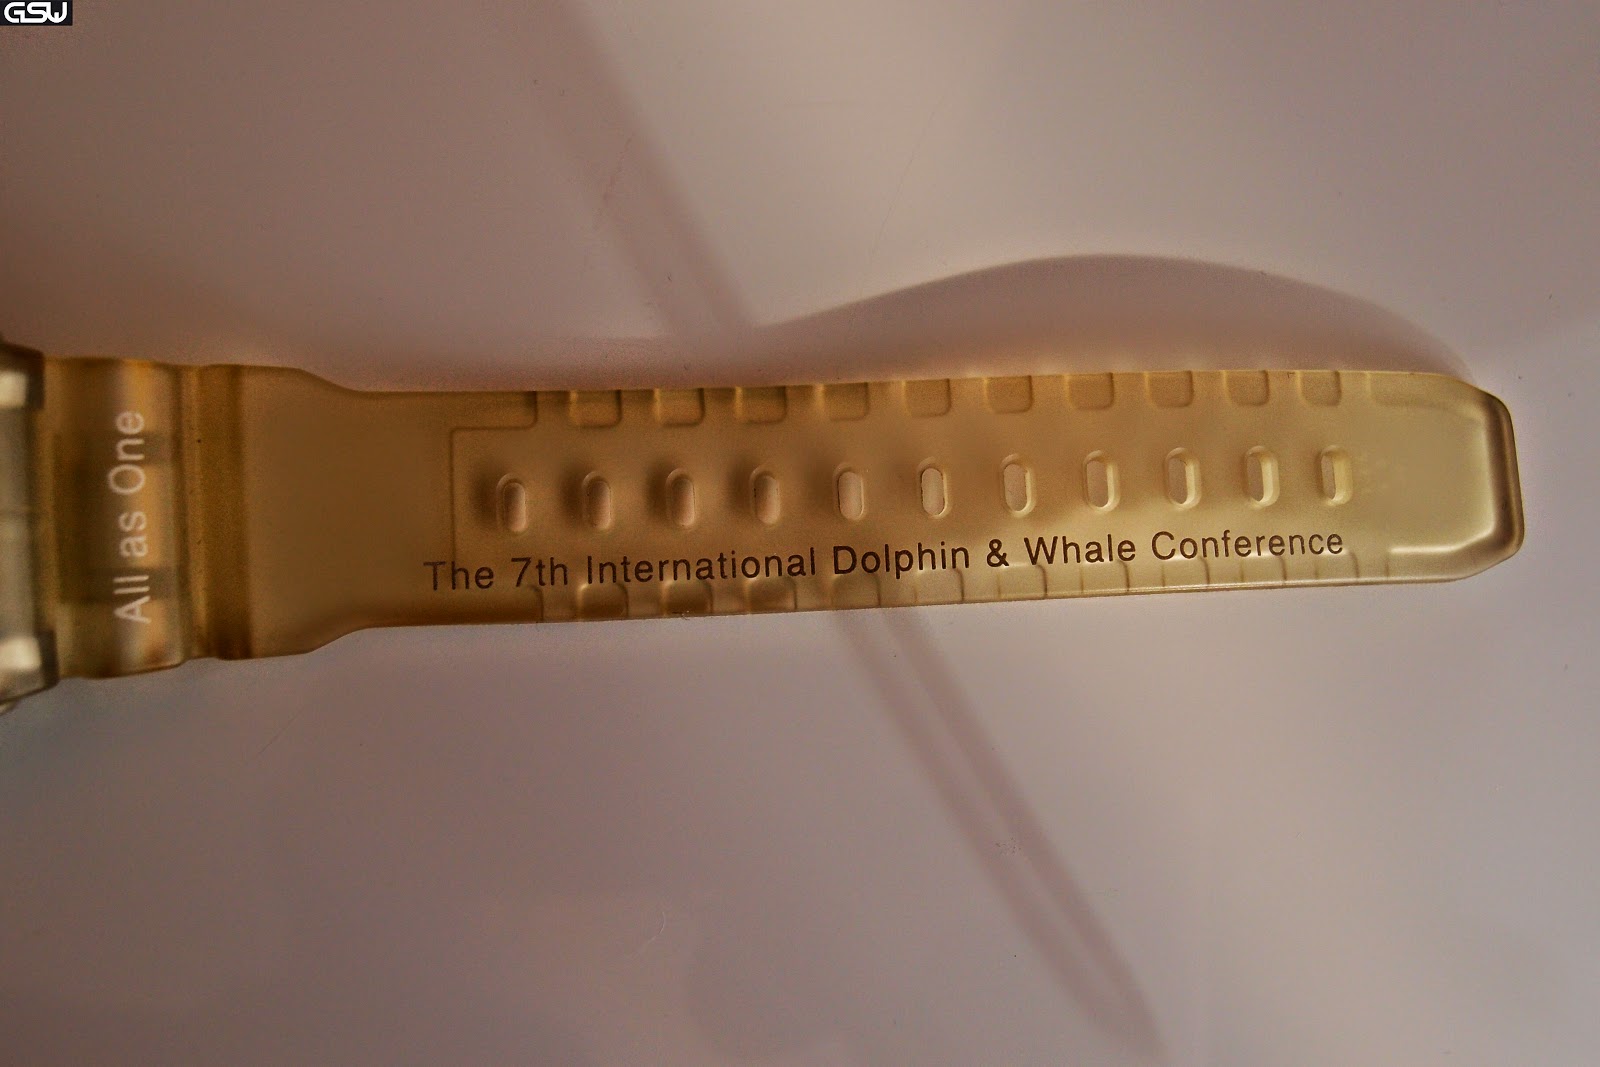 GSW
All as One
The 7th International Dolphin & Whale Conference